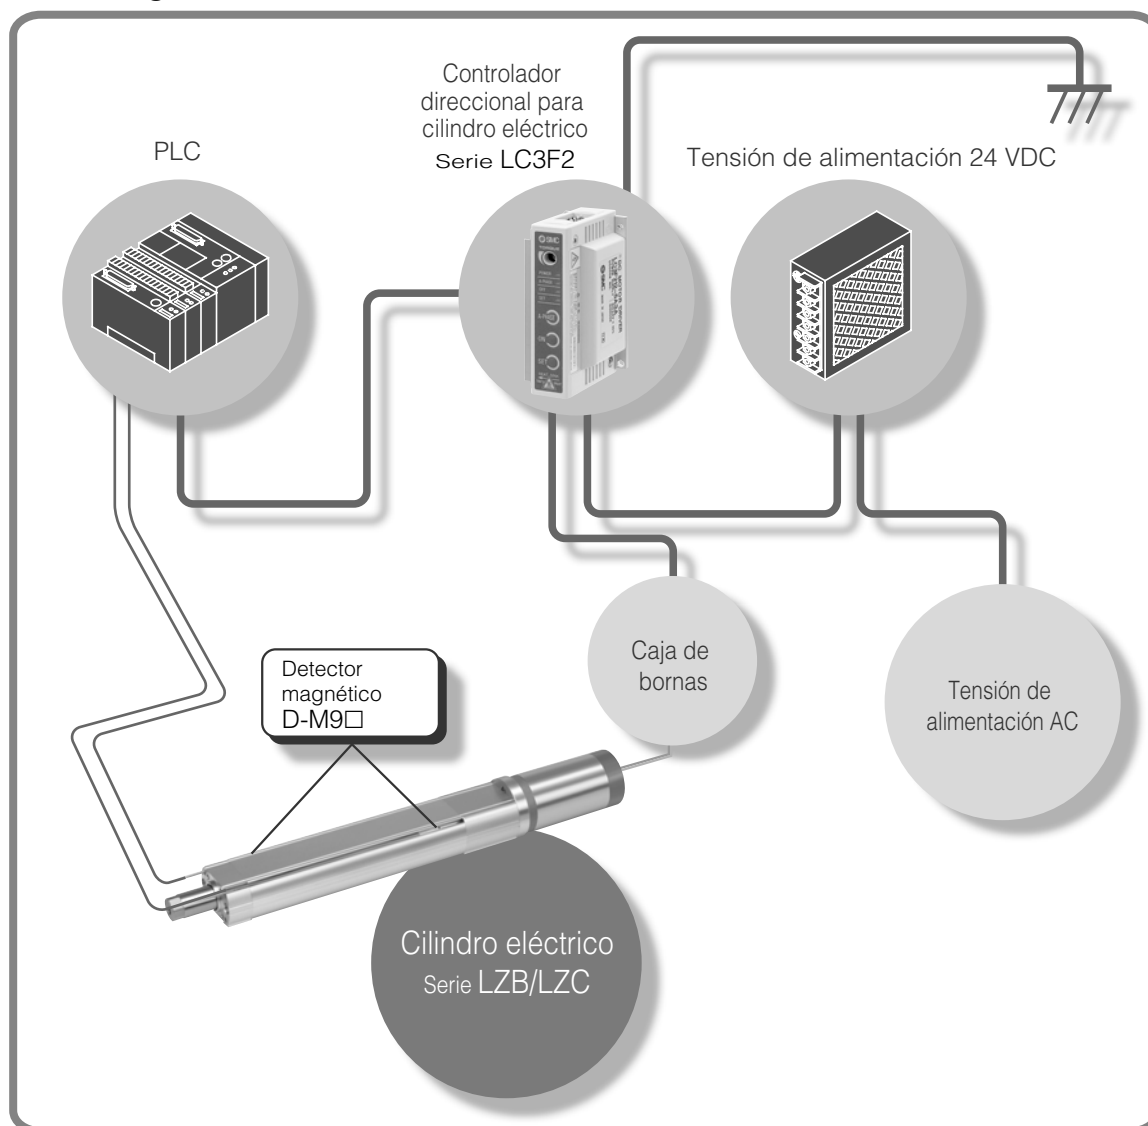 Controlador
direccional para
cilindro eléctrico
Serie LC3F2
PLC
Tensión de alimentación 24 VDC
SMC
Caja de
bornas
Detector
magnético
D-M9□
Tensión de
alimentación AC
Cilindro eléctrico
Serie LZB/LZC